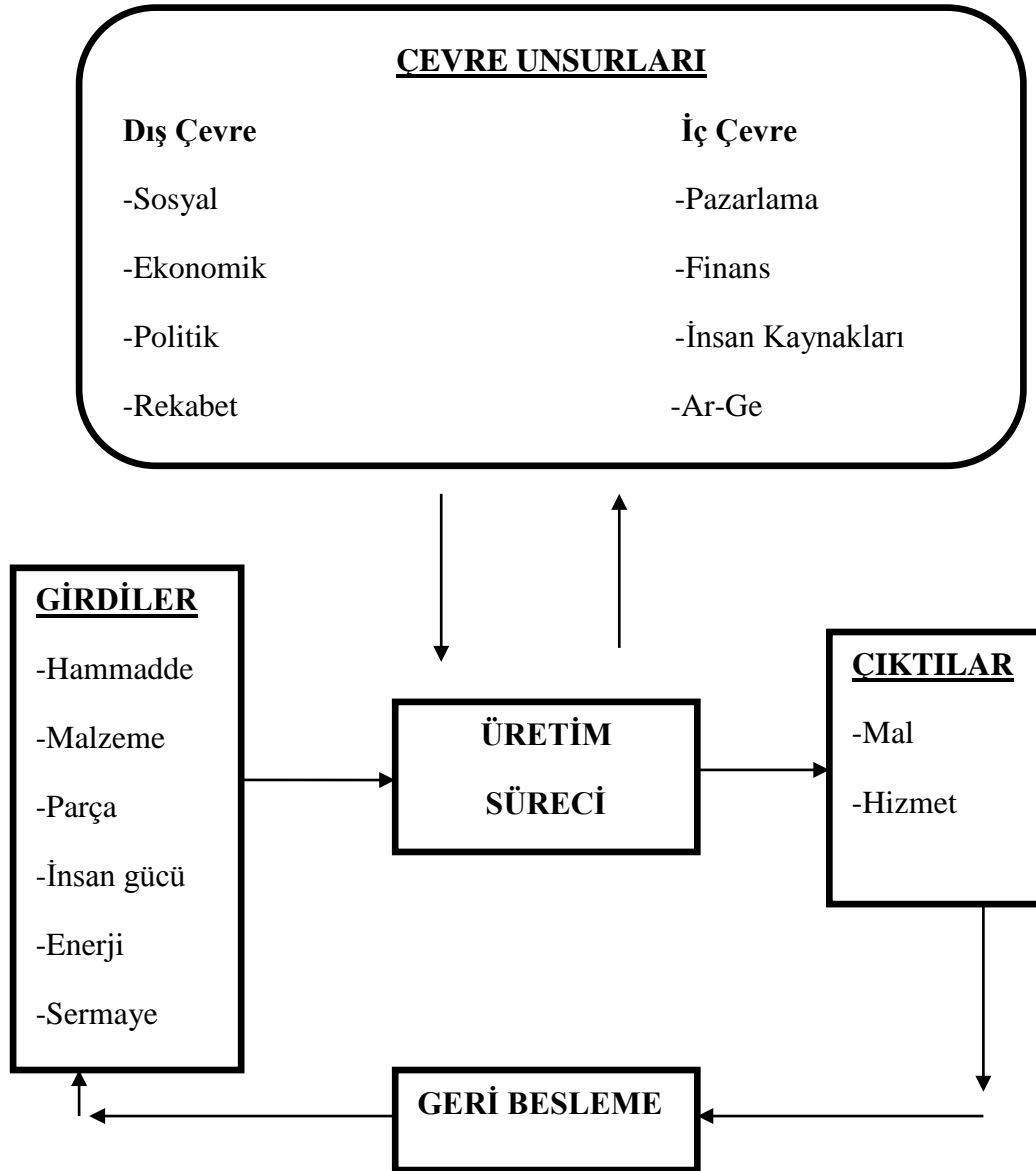 ÇEVRE UNSURLARI
Dış Çevre
İç Çevre
-Sosyal
-Pazarlama
-Ekonomik
-Finans
-Politik
-İnsan Kaynakları
-Rekabet
-Ar-Ge
GİRDİLER
-Hammadde
-Malzeme
-Parça
-İnsan gücü
-Enerji
-Sermaye
ÜRETİM
SÜRECİ
ÇIKTILAR
-Mal
-Hizmet
GERİ BESLEME